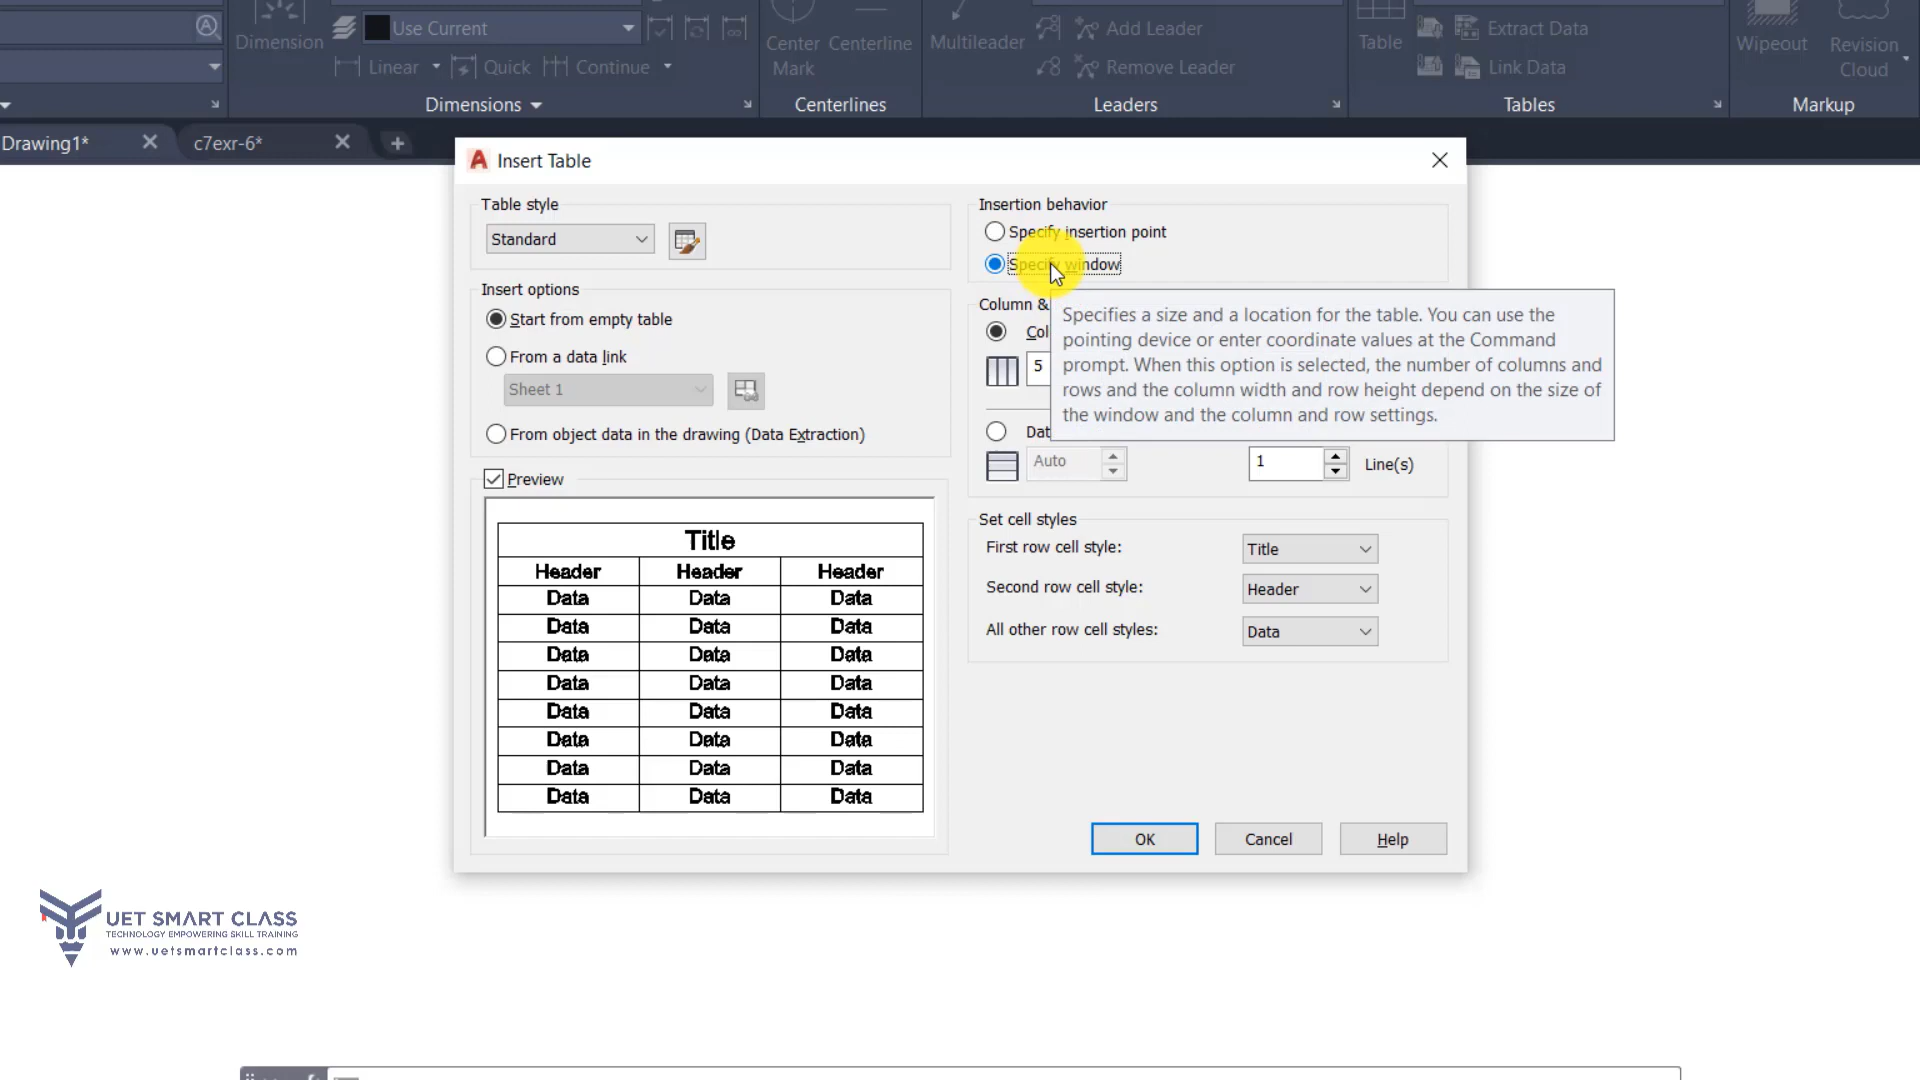 Dimension
Use Current
Linear
Quick
Continue
Dimensions
Center
Mark
Centerline
Centerlines
Multileader
Add Leader
Remove Leader
Leaders
Table
Extract Data
Link Data
Tables
Wipeout
Revision
Cloud
Markup
Drawing1*
c7exr-6*
Insert Table
Table style
Standard
Insert options
Start from empty table
From a data link
Sheet 1
From object data in the drawing (Data Extraction)
Preview
Title
Header Header Header
Data Data Data
Data Data Data
Data Data Data
Data Data Data
Data Data Data
Data Data Data
Data Data Data
Data Data Data
Insertion behavior
Specify insertion point
Specify window
Column &
Specifies a size and a location for the table. You can use the
pointing device or enter coordinate values at the Command
prompt. When this option is selected, the number of columns and
rows and the column width and row height depend on the size of
the window and the column and row settings.
Col
5
Dat
Auto
1 Line(s)
Set cell styles
First row cell style: Title
Second row cell style: Header
All other row cell styles: Data
OK Cancel Help
UET SMART CLASS
TECHNOLOGY EMPOWERING SKILL TRAINING
www.uetsmartclass.com